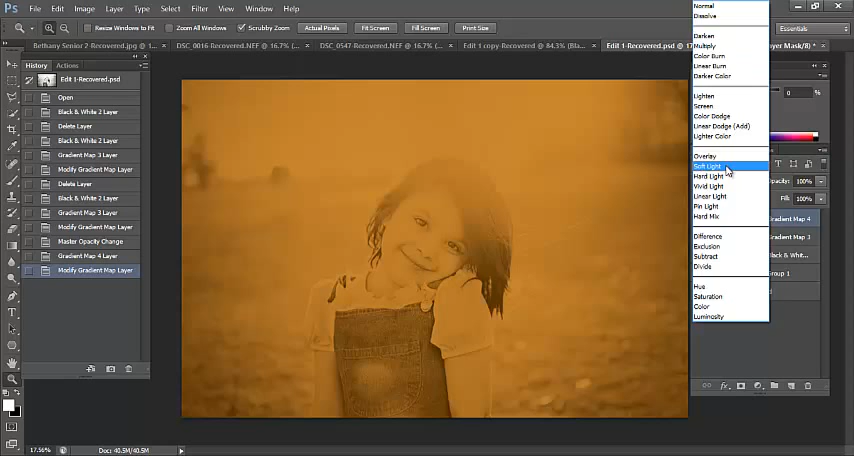 Ps File Edit Image Layer Type Select Filter View Window Help
Resize Windows to Fit Zoom All Windows Scrubby Zoom Actual Pixels Fit Screen Fill Screen Print Size Essentials
Bethany Senior 2-Recovered.jpg @ 1... × DSC_0016-Recovered.NEF @ 16.7% (... × DSC_0547-Recovered.NEF @ 16.7% (... × Edit 1 copy-Recovered @ 84.3% (Bla... × Edit 1-Recovered.psd @ 17.5 ayer Mask/8) * ×
History Actions
Edit 1-Recovered.psd
Open
Black & White 2 Layer
Delete Layer
Black & White 2 Layer
Gradient Map 3 Layer
Modify Gradient Map Layer
Delete Layer
Black & White 2 Layer
Gradient Map 3 Layer
Modify Gradient Map Layer
Master Opacity Change
Gradient Map 4 Layer
Modify Gradient Map Layer
Normal
Dissolve
Darken
Multiply
Color Burn
Linear Burn
Darker Color
Lighten
Screen
Color Dodge
Linear Dodge (Add)
Lighter Color
Overlay
Soft Light
Hard Light
Vivid Light
Linear Light
Pin Light
Hard Mix
Difference
Exclusion
Subtract
Divide
Hue
Saturation
Color
Luminosity
0 %
Opacity: 100%
Fill: 100%
Gradient Map 4
Gradient Map 3
Black & Whit...
Group 1
17.56% Doc: 40.5M/40.5M